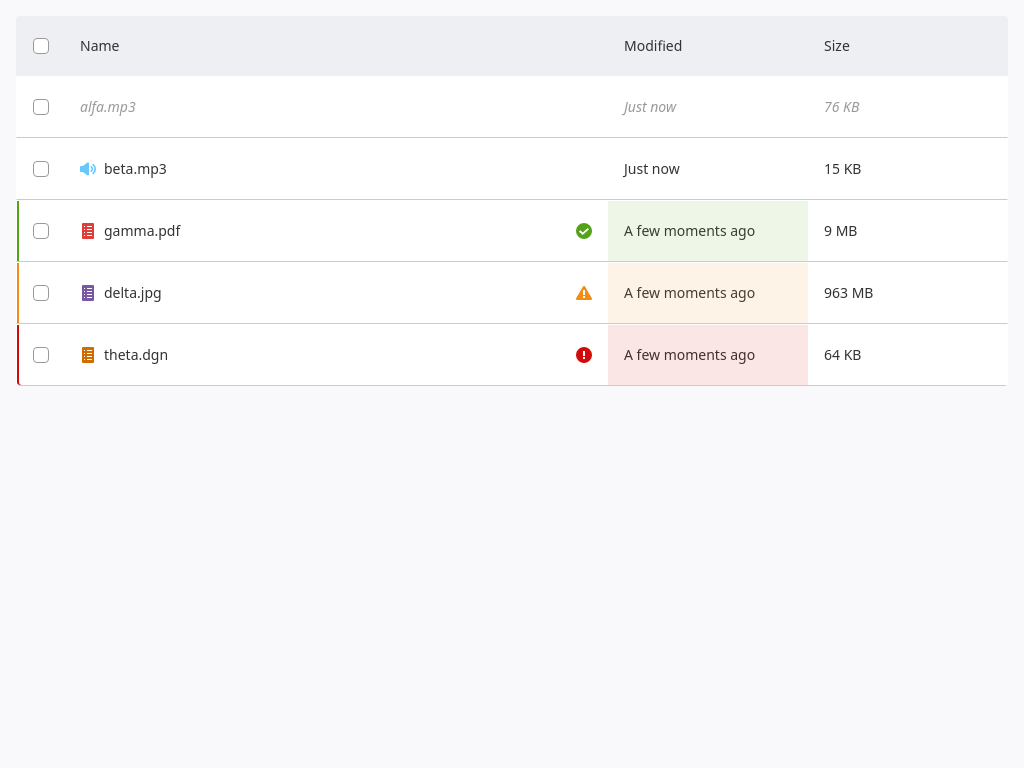 Name Modified Size
alfa.mp3 Just now 76 KB
beta.mp3 Just now 15 KB
gamma.pdf A few moments ago 9 MB
delta.jpg A few moments ago 963 MB
theta.dgn A few moments ago 64 KB